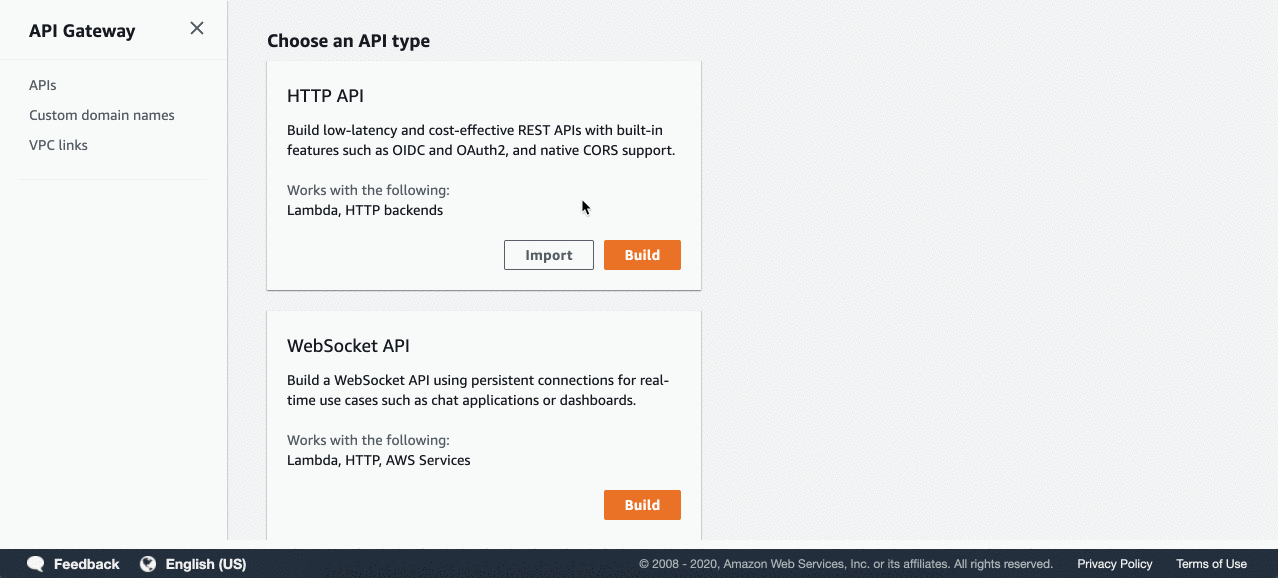 API Gateway
APIs
Custom domain names
VPC links
Choose an API type
HTTP API
Build low-latency and cost-effective REST APIs with built-in
features such as OIDC and OAuth2, and native CORS support.
Works with the following:
Lambda, HTTP backends
Import
Build
WebSocket API
Build a WebSocket API using persistent connections for real-
time use cases such as chat applications or dashboards.
Works with the following:
Lambda, HTTP, AWS Services
Build
Feedback
English (US)
© 2008 - 2020, Amazon Web Services, Inc. or its affiliates. All rights reserved.
Privacy Policy
Terms of Use